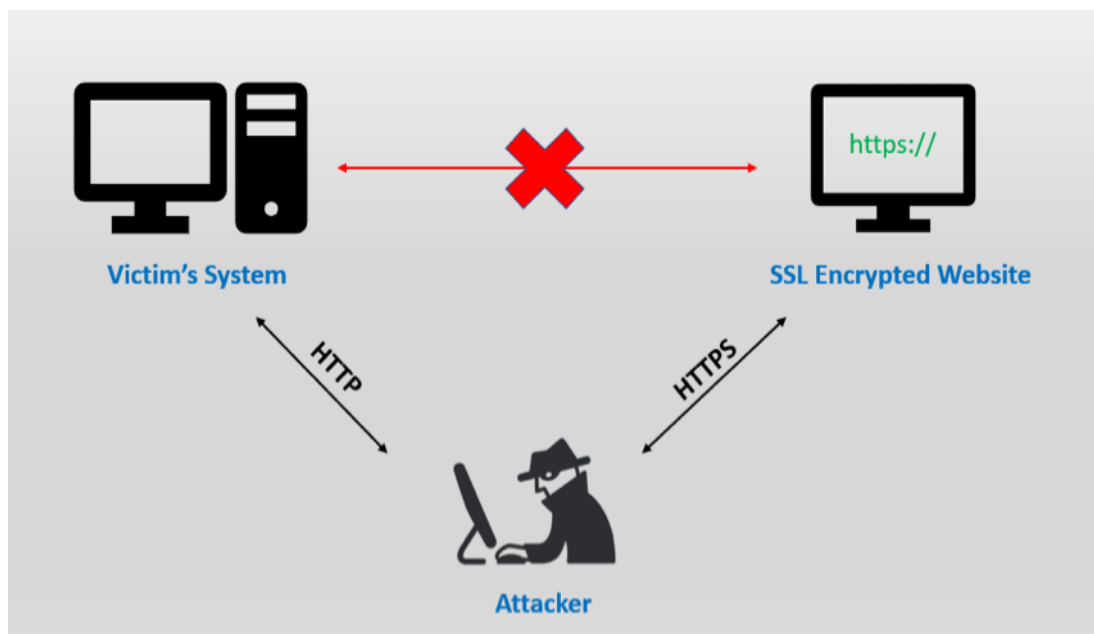 https://
Victim’s System
SSL Encrypted Website
HTTP
HTTPS
Attacker